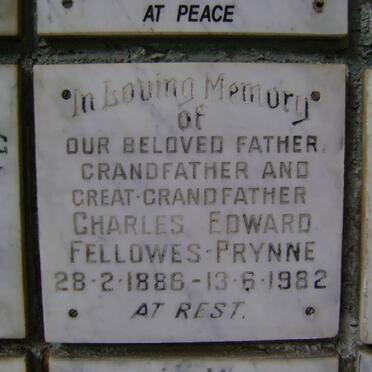 AT PEACE
In Loving Memory
OF
OUR BELOVED FATHER,
GRANDFATHER AND
GREAT-GRANDFATHER
CHARLES EDWARD
FELLOWES-PRYNNE
28-2-1886-13-6-1982
AT REST.